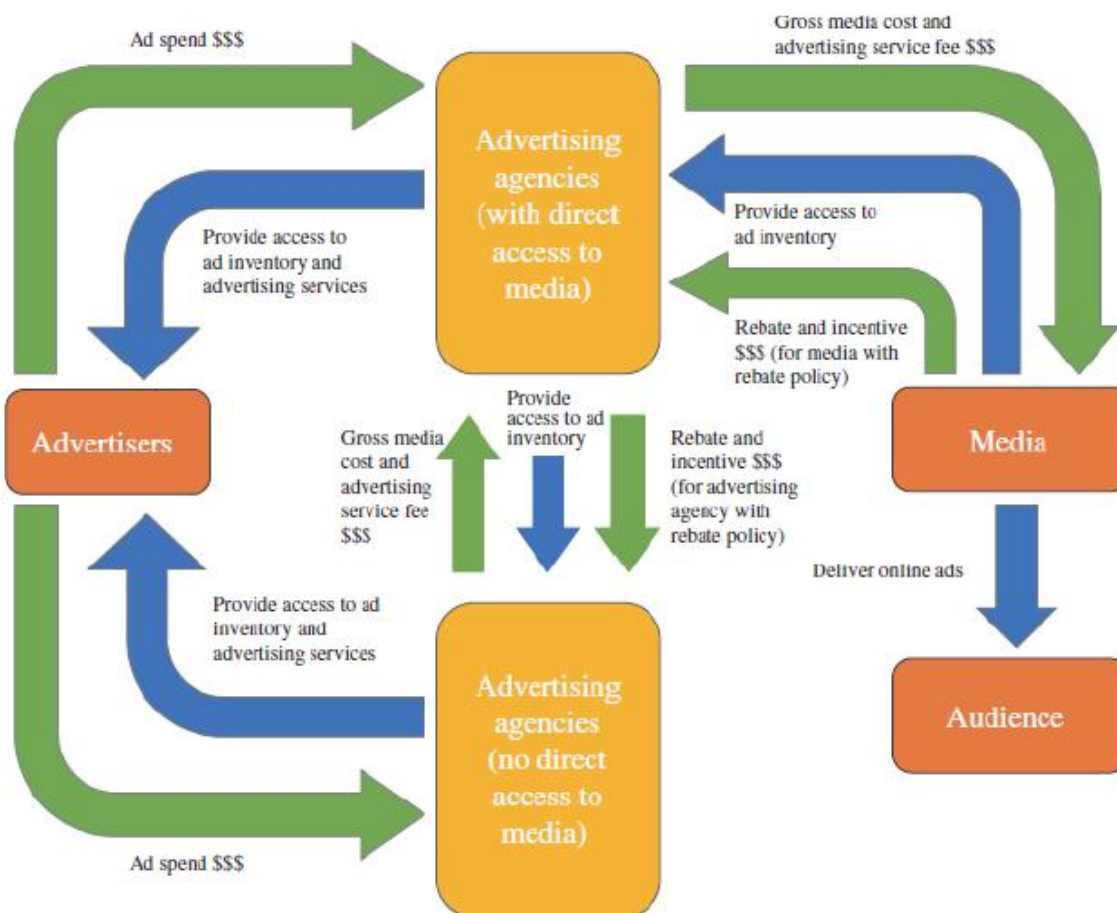 Ad spend $$$
Gross media cost and
advertising service fee $$$
Advertising
agencies
(with direct
access to
media)
Provide access to
ad inventory and
advertising services
Provide access to
ad inventory
Rebate and incentive
$$$ (for media with
rebate policy)
Advertisers
Gross media
cost and
advertising
service fee
$$$
Provide
access to ad
inventory
Rebate and
incentive $$$
(for advertising
agency with
rebate policy)
Media
Deliver online ads
Provide access to ad
inventory and
advertising services
Advertising
agencies
(no direct
access to
media)
Audience
Ad spend $$$